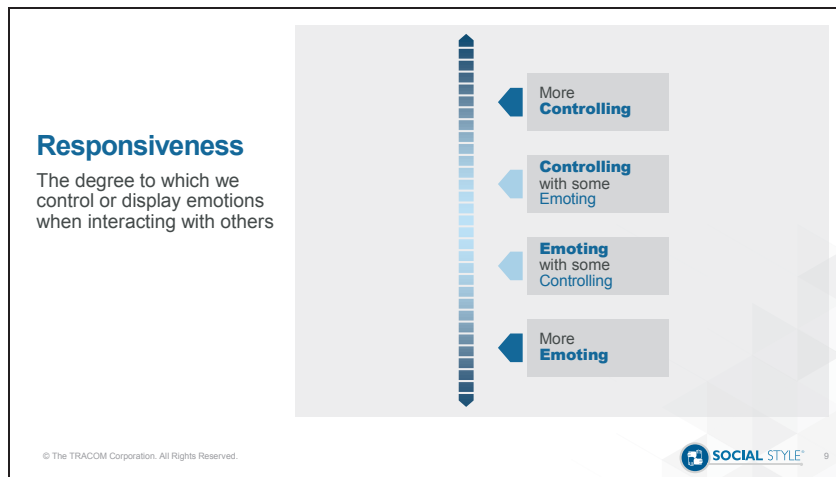 Responsiveness
The degree to which we
control or display emotions
when interacting with others
More
Controlling
Controlling
with some
Emoting
Emoting
with some
Controlling
More
Emoting
© The TRACOM Corporation. All Rights Reserved.
SOCIAL STYLE®
9